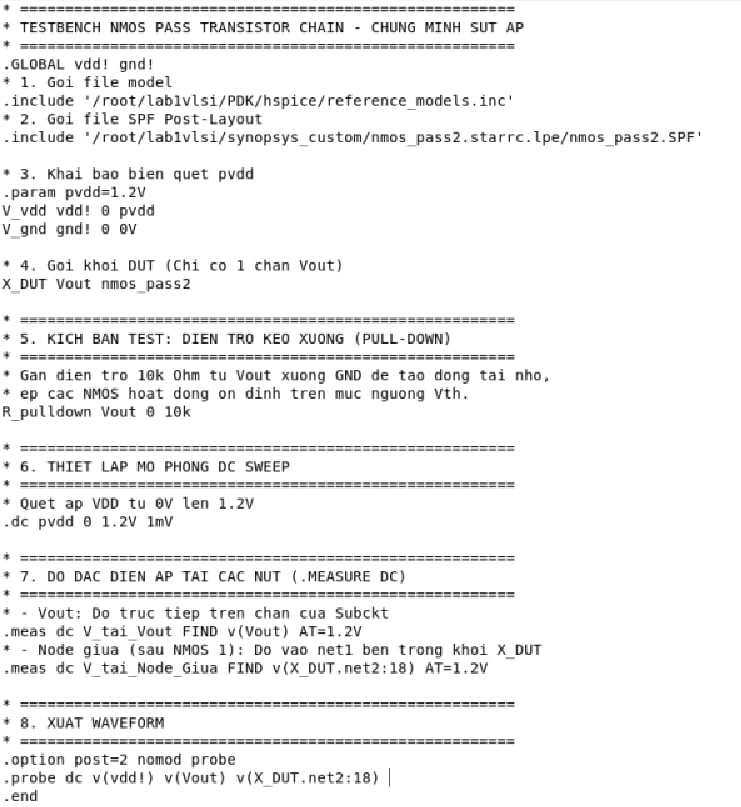 * =======================================================
* TESTBENCH NMOS PASS TRANSISTOR CHAIN - CHUNG MINH SUT AP
* =======================================================
.GLOBAL vdd! gnd!
* 1. Goi file model
.include '/root/lab1vlsi/PDK/hspice/reference_models.inc'
* 2. Goi file SPF Post-Layout
.include '/root/lab1vlsi/synopsys_custom/nmos_pass2.starrc.lpe/nmos_pass2.SPF'
* 3. Khai bao bien quet pvdd
.param pvdd=1.2V
V_vdd vdd! 0 pvdd
V_gnd gnd! 0 0V
* 4. Goi khoi DUT (Chi co 1 chan Vout)
X_DUT Vout nmos_pass2
* =======================================================
* 5. KICH BAN TEST: DIEN TRO KEO XUONG (PULL-DOWN)
* =======================================================
* Gan dien tro 10k Ohm tu Vout xuong GND de tao dong tai nho,
* ep cac NMOS hoat dong on dinh tren muc nguong Vth.
R_pulldown Vout 0 10k
* =======================================================
* 6. THIET LAP MO PHONG DC SWEEP
* =======================================================
* Quet ap VDD tu 0V len 1.2V
.dc pvdd 0 1.2V 1mV
* =======================================================
* 7. DO DAC DIEN AP TAI CAC NUT (.MEASURE DC)
* =======================================================
* - Vout: Do truc tiep tren chan cua Subckt
.meas dc V_tai_Vout FIND v(Vout) AT=1.2V
* - Node giua (sau NMOS 1): Do vao net1 ben trong khoi X_DUT
.meas dc V_tai_Node_Giua FIND v(X_DUT.net2:18) AT=1.2V
* =======================================================
* 8. XUAT WAVEFORM
* =======================================================
.option post=2 nomod probe
.probe dc v(vdd!) v(Vout) v(X_DUT.net2:18)
.end